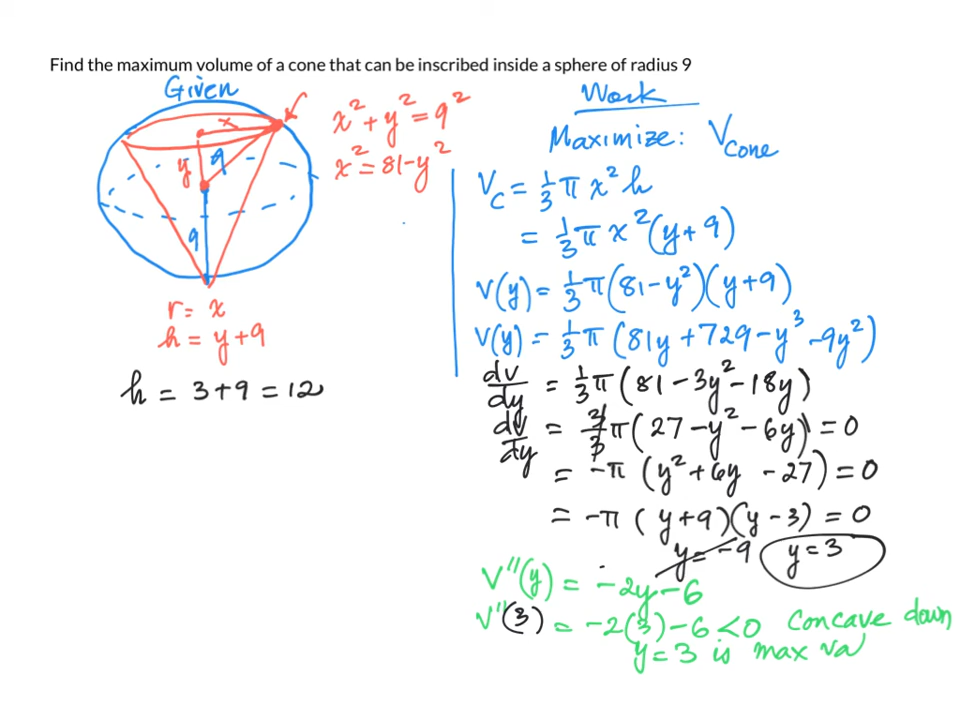 Find the maximum volume of a cone that can be inscribed inside a sphere of radius 9
Given
x
y
9
9
x² + y² = 9²
x² = 81 - y²
r = x
h = y + 9
h = 3 + 9 = 12
Work
Maximize: V_Cone
V_C = 1/3 π x² h
= 1/3 π x² (y + 9)
V(y) = 1/3 π (81 - y²)(y + 9)
V(y) = 1/3 π (81y + 729 - y³ - 9y²)
dv/dy = 1/3 π (81 - 3y² - 18y)
dv/dy = 3/3 π (27 - y² - 6y) = 0
= -π (y² + 6y - 27) = 0
= -π (y + 9)(y - 3) = 0
y = -9 y = 3
V''(y) = -2y - 6
V''(3) = -2(3) - 6 < 0 Concave down
y = 3 is max va